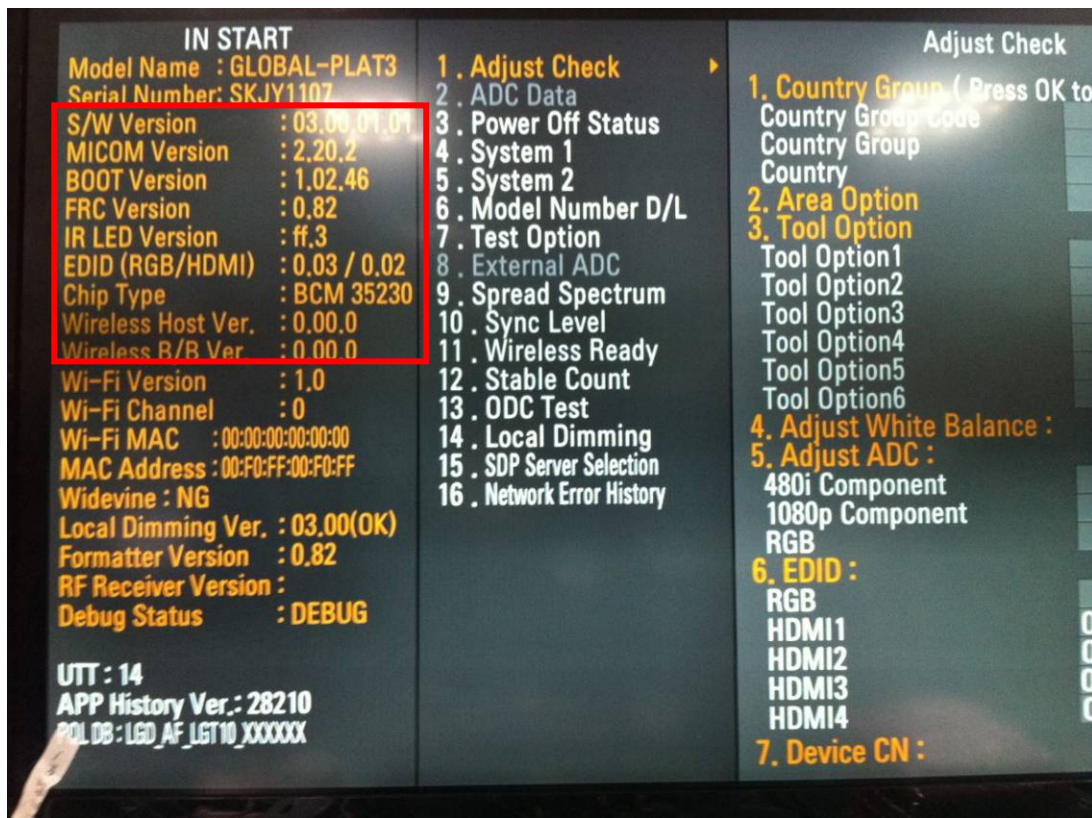 IN START
Model Name : GLOBAL-PLAT3
Serial Number: SKJY1107
S/W Version : 03.00.01.01
MICOM Version : 2.20.2
BOOT Version : 1.02.46
FRC Version : 0.82
IR LED Version : ff.3
EDID (RGB/HDMI) : 0.03 / 0.02
Chip Type : BCM 35230
Wireless Host Ver. : 0.00.0
Wireless B/B Ver : 0.00.0
Wi-Fi Version : 1.0
Wi-Fi Channel : 0
Wi-Fi MAC : 00:00:00:00:00:00
MAC Address : 00:F0:FF:00:F0:FF
Widevine : NG
Local Dimming Ver. : 03.00(OK)
Formatter Version : 0.82
RF Receiver Version :
Debug Status : DEBUG
UTT : 14
APP History Ver.: 28210
PQL DB : LGD_AF_LGT10_XXXXXX
1 . Adjust Check
2 . ADC Data
3 . Power Off Status
4 . System 1
5 . System 2
6 . Model Number D/L
7 . Test Option
8 . External ADC
9 . Spread Spectrum
10 . Sync Level
11 . Wireless Ready
12 . Stable Count
13 . ODC Test
14 . Local Dimming
15 . SDP Server Selection
16 . Network Error History
Adjust Check
1. Country Group ( Press OK to
Country Group Code
Country Group
Country
2. Area Option
3. Tool Option
Tool Option1
Tool Option2
Tool Option3
Tool Option4
Tool Option5
Tool Option6
4. Adjust White Balance :
5. Adjust ADC :
480i Component
1080p Component
RGB
6. EDID :
RGB
HDMI1
HDMI2
HDMI3
HDMI4
7. Device CN :